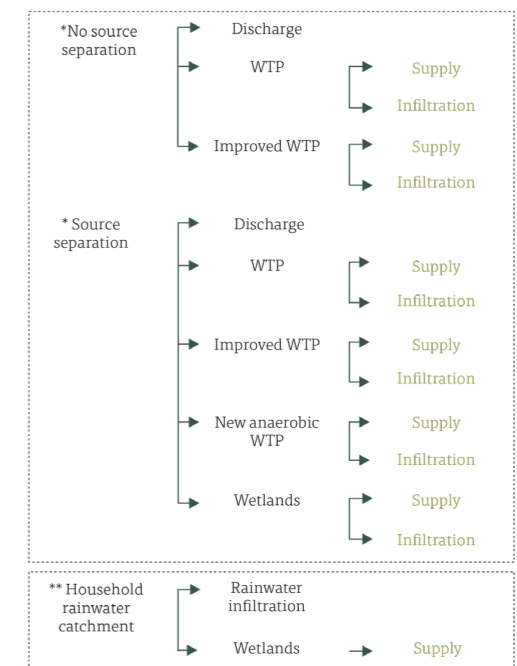 *No source
separation
Discharge
WTP
Supply
Infiltration
Improved WTP
Supply
Infiltration
* Source
separation
Discharge
WTP
Supply
Infiltration
Improved WTP
Supply
Infiltration
New anaerobic
WTP
Supply
Infiltration
Wetlands
Supply
Infiltration
** Household
rainwater
catchment
Rainwater
infiltration
Wetlands
Supply